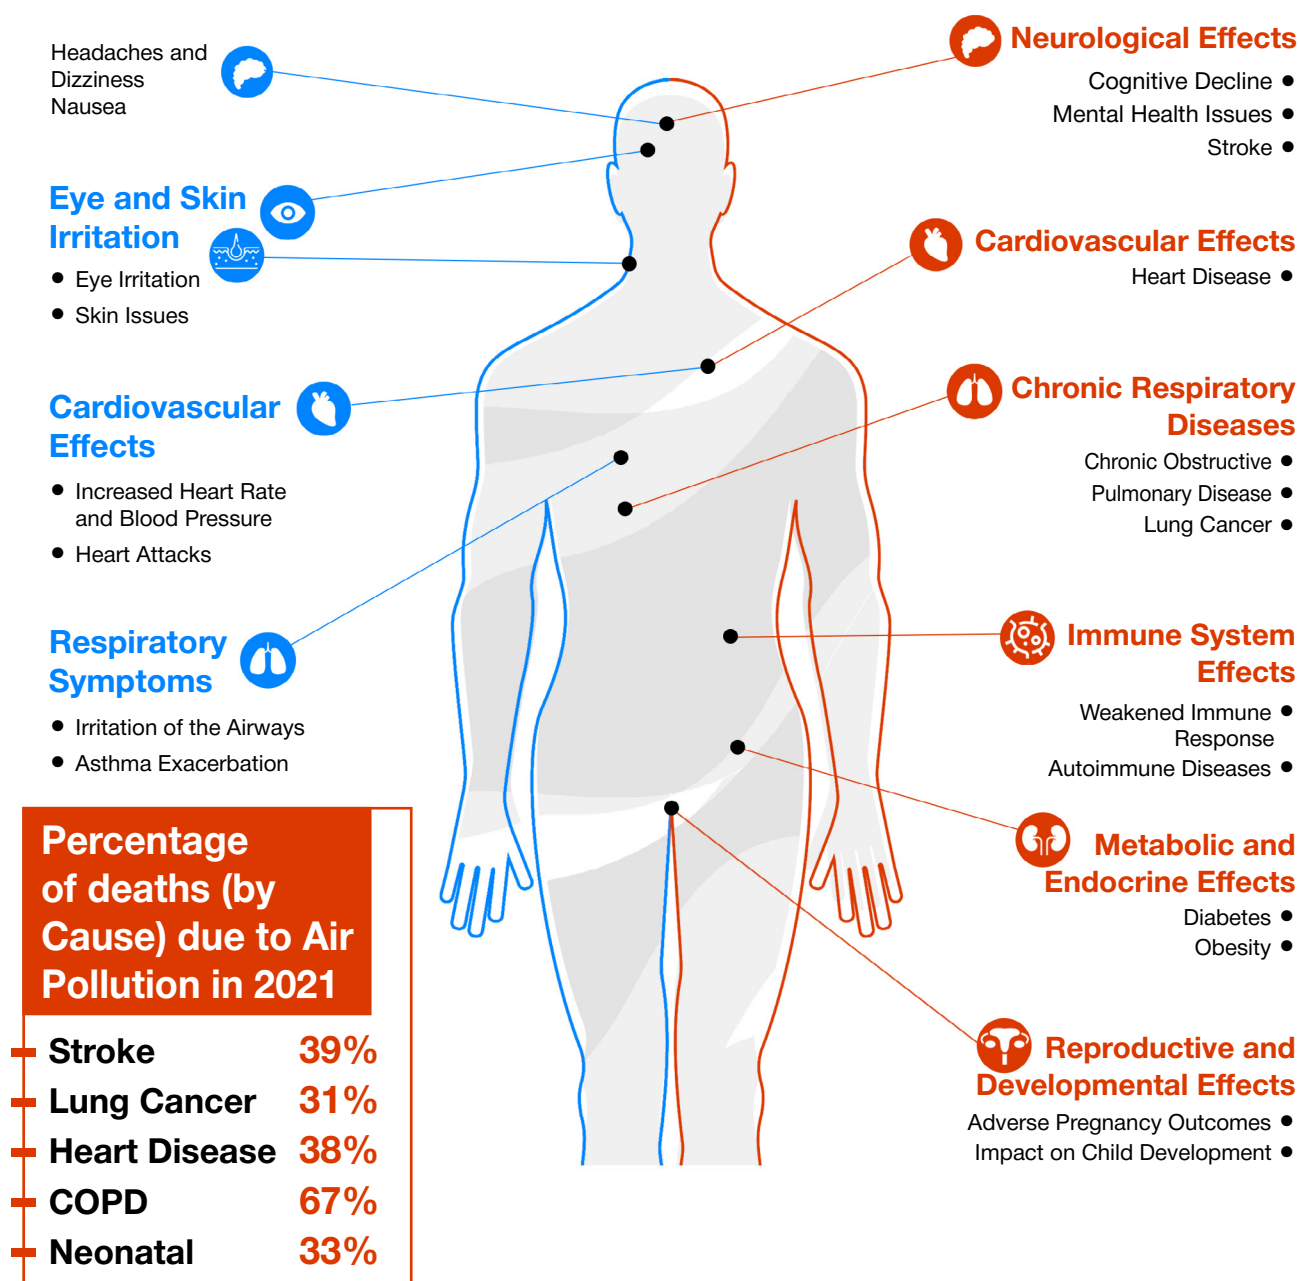 Headaches and
Dizziness
Nausea
Eye and Skin
Irritation
• Eye Irritation
• Skin Issues
Cardiovascular
Effects
• Increased Heart Rate
and Blood Pressure
• Heart Attacks
Respiratory
Symptoms
• Irritation of the Airways
• Asthma Exacerbation
Neurological Effects
Cognitive Decline •
Mental Health Issues •
Stroke •
Cardiovascular Effects
Heart Disease •
Chronic Respiratory
Diseases
Chronic Obstructive •
Pulmonary Disease •
Lung Cancer •
Immune System
Effects
Weakened Immune •
Response
Autoimmune Diseases •
Metabolic and
Endocrine Effects
Diabetes •
Obesity •
Reproductive and
Developmental Effects
Adverse Pregnancy Outcomes •
Impact on Child Development •
Percentage
of deaths (by
Cause) due to Air
Pollution in 2021
Stroke 39%
Lung Cancer 31%
Heart Disease 38%
COPD 67%
Neonatal 33%